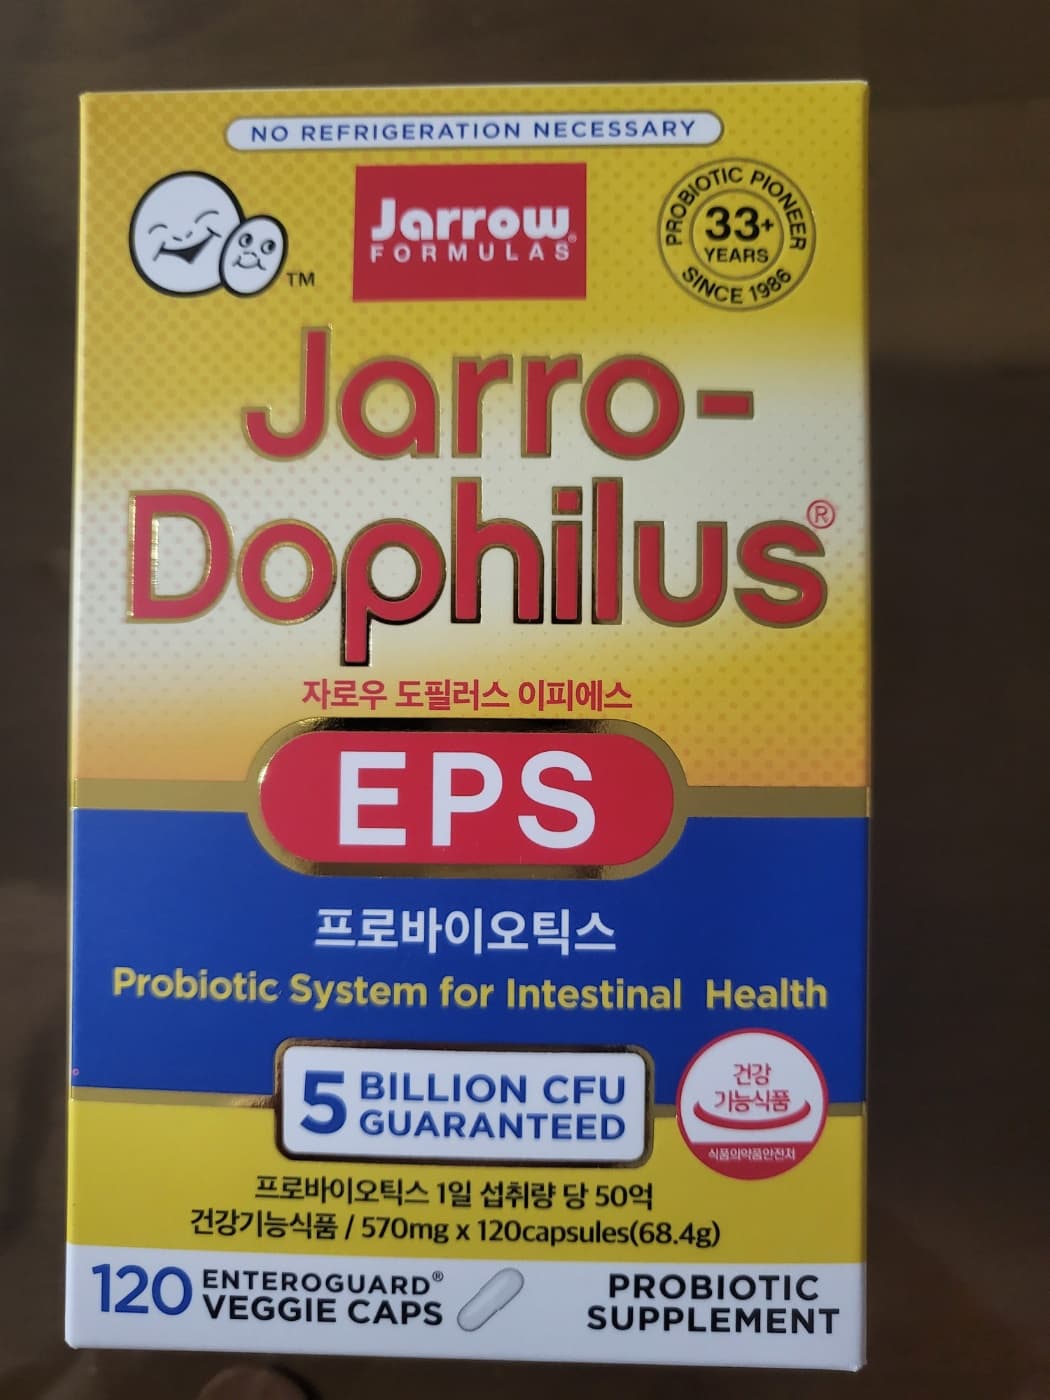 NO REFRIGERATION NECESSARY
TM
Jarrow®
FORMULAS
PROBIOTIC PIONEER
33+
YEARS
SINCE 1986
Jarro-
Dophilus®
자로우 도필러스 이피에스
EPS
프로바이오틱스
Probiotic System for Intestinal Health
5 BILLION CFU
GUARANTEED
건강
기능식품
식품의약품안전처
프로바이오틱스 1일 섭취량 당 50억
건강기능식품 / 570mg x 120capsules(68.4g)
120 ENTEROGUARD®
VEGGIE CAPS
PROBIOTIC
SUPPLEMENT